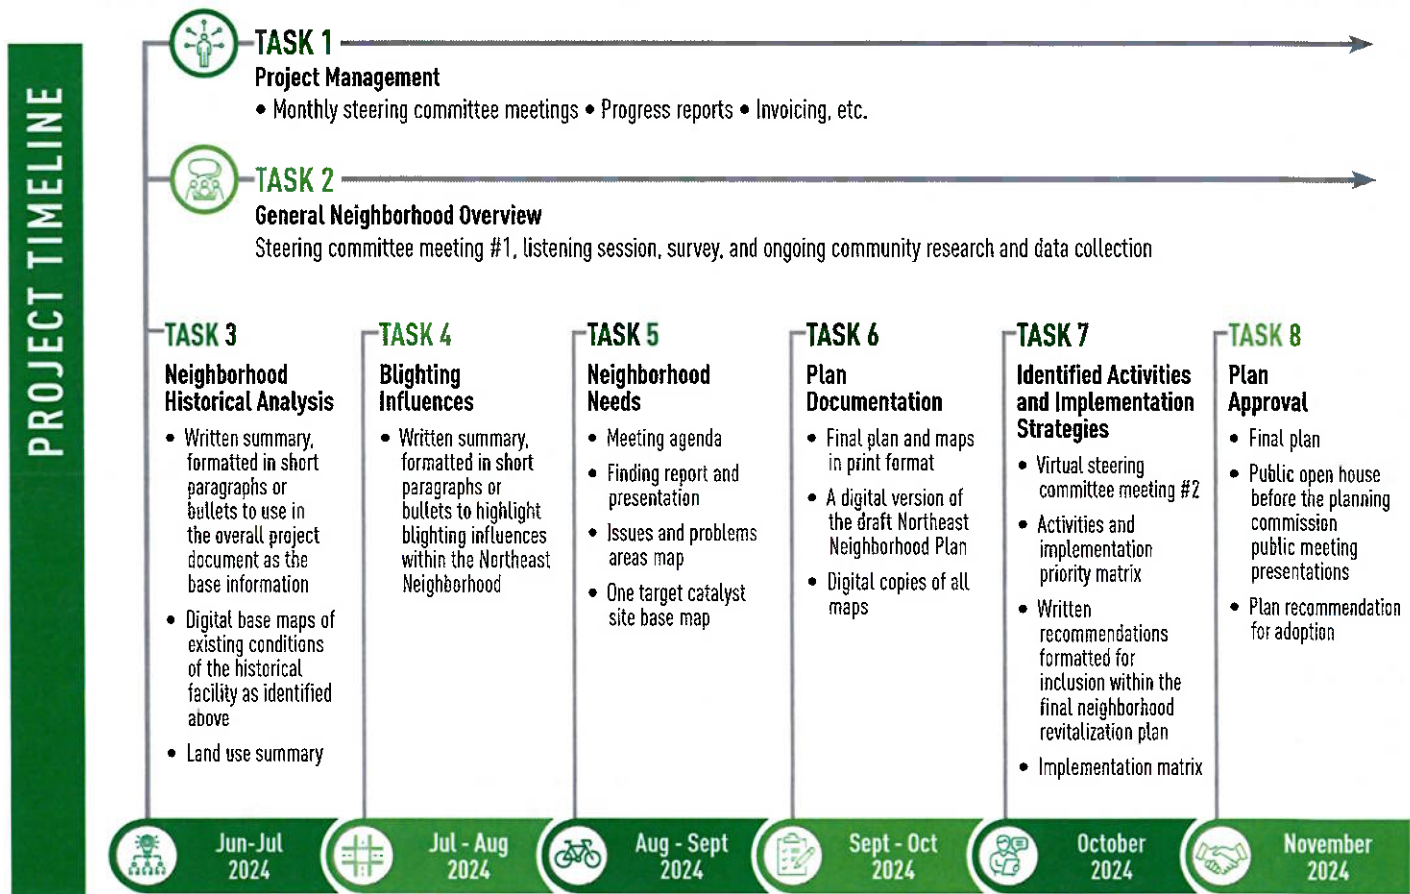 PROJECT TIMELINE
TASK 1
Project Management
• Monthly steering committee meetings • Progress reports • Invoicing, etc.
TASK 2
General Neighborhood Overview
Steering committee meeting #1, listening session, survey, and ongoing community research and data collection
TASK 3
Neighborhood
Historical Analysis
• Written summary,
formatted in short
paragraphs or
bullets to use in
the overall project
document as the
base information
• Digital base maps of
existing conditions
of the historical
facility as identified
above
• Land use summary
Jun-Jul
2024
TASK 4
Blighting
Influences
• Written summary,
formatted in short
paragraphs or
bullets to highlight
blighting influences
within the Northeast
Neighborhood
Jul - Aug
2024
TASK 5
Neighborhood
Needs
• Meeting agenda
• Finding report and
presentation
• Issues and problems
areas map
• One target catalyst
site base map
Aug - Sept
2024
TASK 6
Plan
Documentation
• Final plan and maps
in print format
• A digital version of
the draft Northeast
Neighborhood Plan
• Digital copies of all
maps
Sept - Oct
2024
TASK 7
Identified Activities
and Implementation
Strategies
• Virtual steering
committee meeting #2
• Activities and
implementation
priority matrix
• Written
recommendations
formatted for
inclusion within the
final neighborhood
revitalization plan
• Implementation matrix
October
2024
TASK 8
Plan
Approval
• Final plan
• Public open house
before the planning
commission
public meeting
presentations
• Plan recommendation
for adoption
November
2024